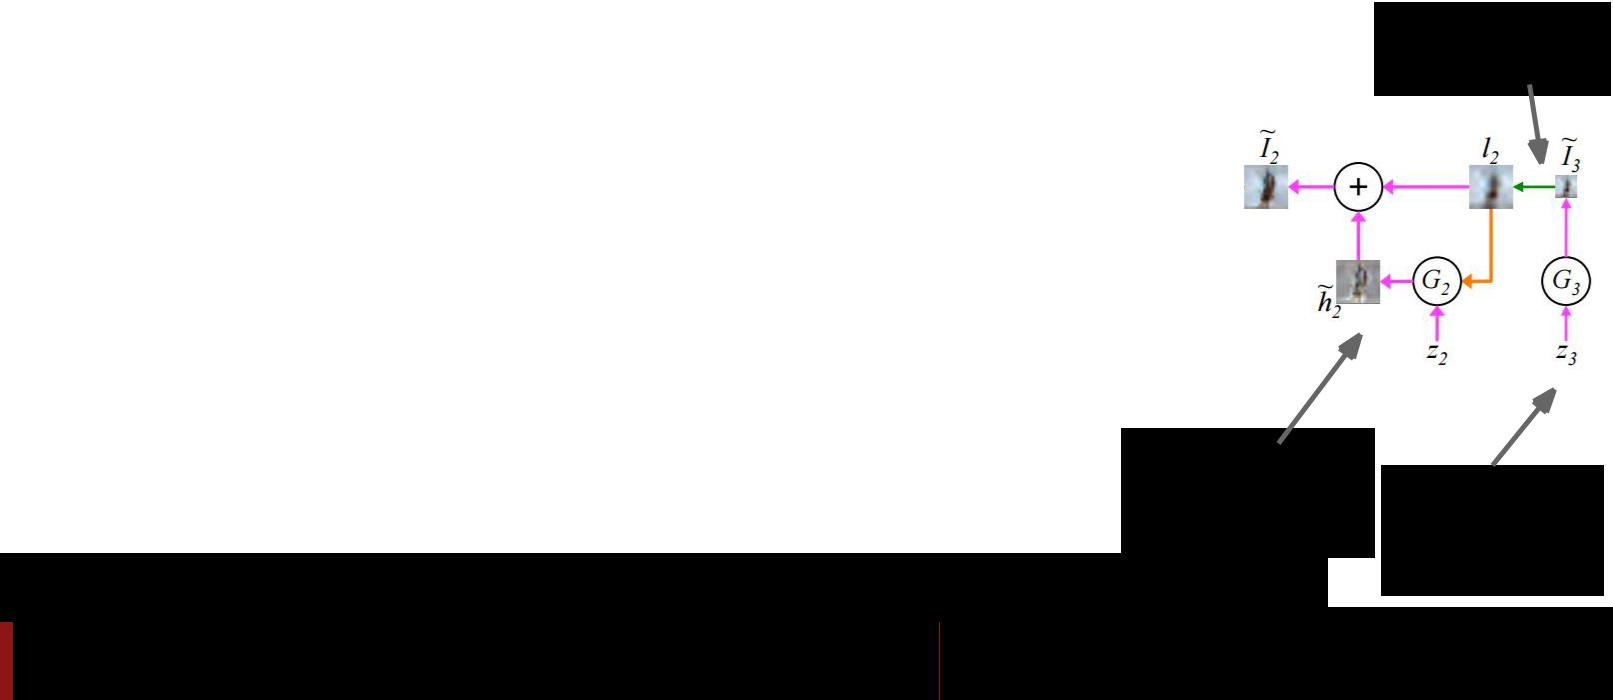 Ĩ₂
l₂
Ĩ₃
+
h̃₂
G₂
G₃
z₂
z₃